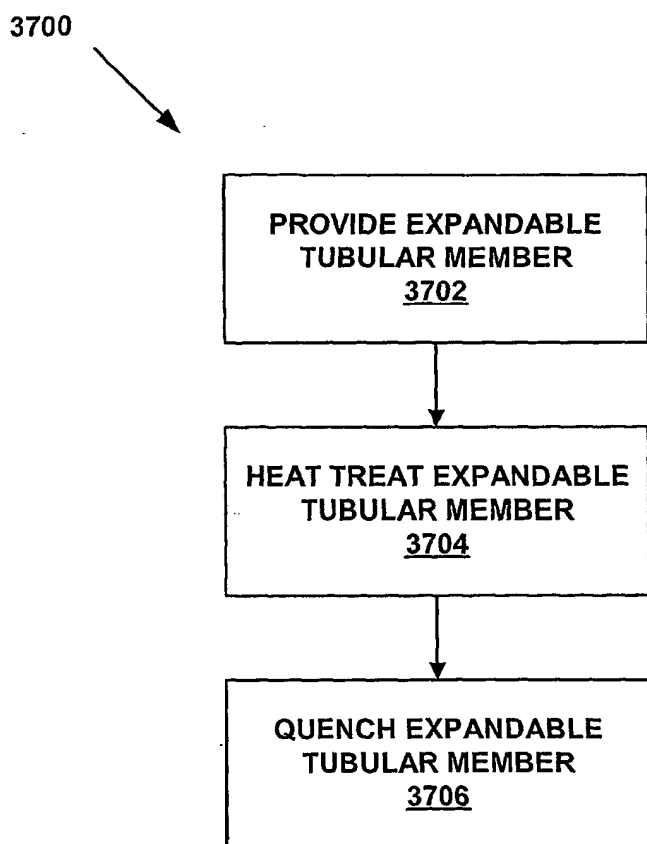 3700
PROVIDE EXPANDABLE
TUBULAR MEMBER
3702
HEAT TREAT EXPANDABLE
TUBULAR MEMBER
3704
QUENCH EXPANDABLE
TUBULAR MEMBER
3706